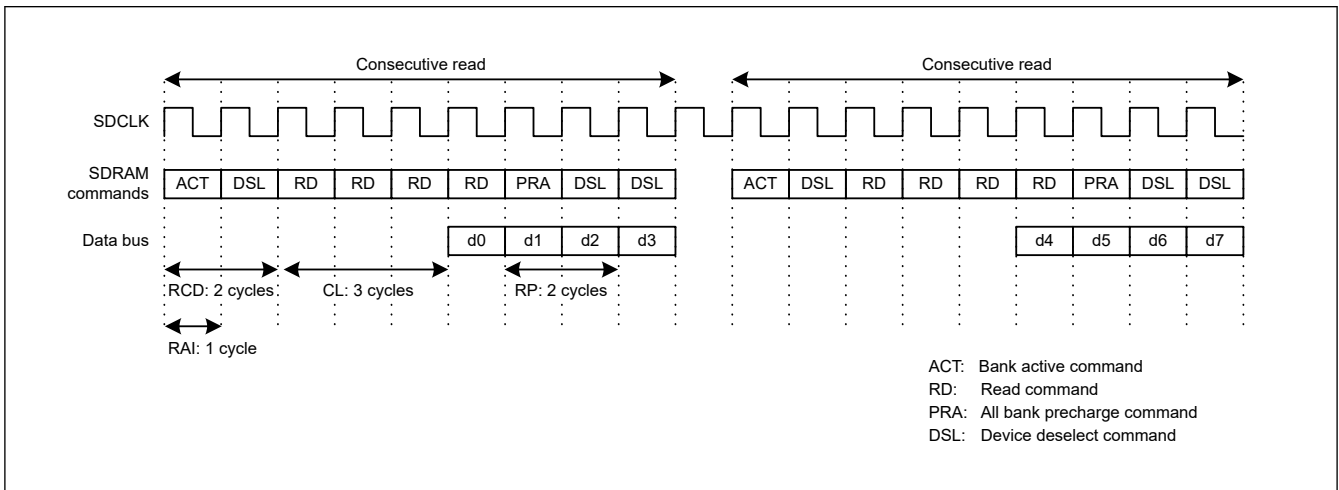 Consecutive read Consecutive read
SDCLK
SDRAM
commands
ACT DSL RD RD RD RD PRA DSL DSL ACT DSL RD RD RD RD PRA DSL DSL
Data bus d0 d1 d2 d3 d4 d5 d6 d7
RCD: 2 cycles CL: 3 cycles RP: 2 cycles
RAI: 1 cycle
ACT: Bank active command
RD: Read command
PRA: All bank precharge command
DSL: Device deselect command